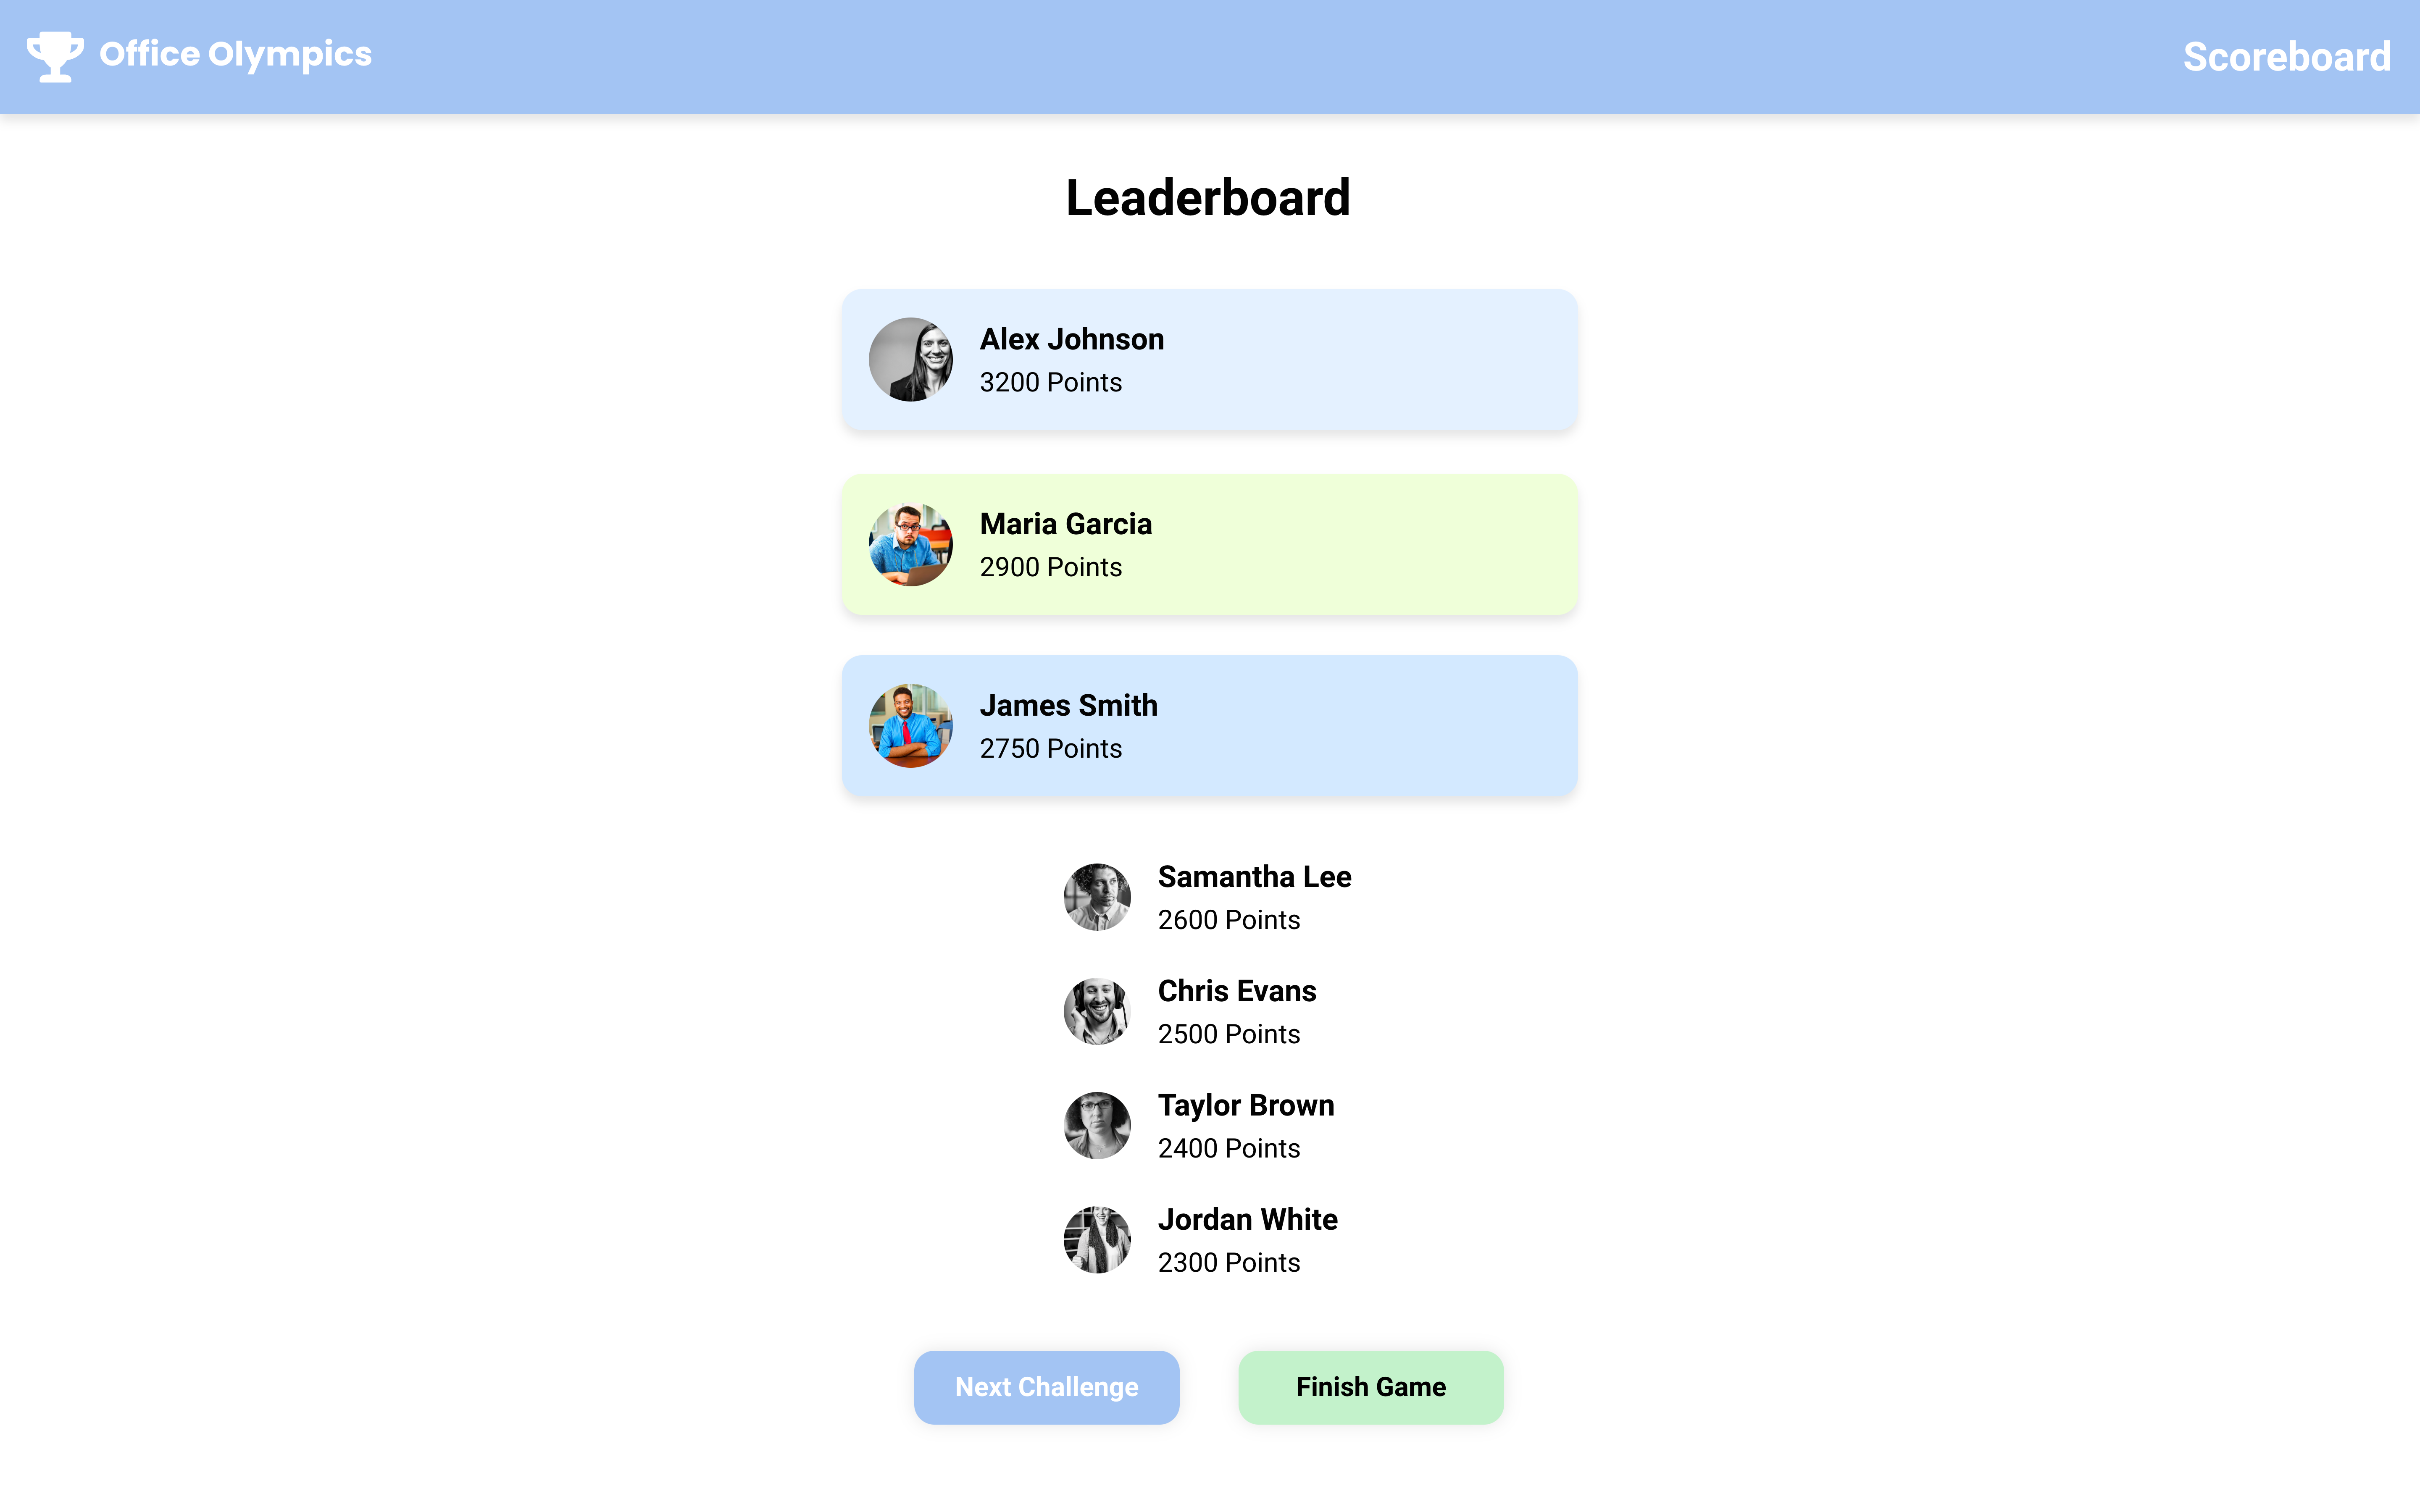 Office Olympics
Scoreboard
Leaderboard
Alex Johnson
3200 Points
Maria Garcia
2900 Points
James Smith
2750 Points
Samantha Lee
2600 Points
Chris Evans
2500 Points
Taylor Brown
2400 Points
Jordan White
2300 Points
Next Challenge
Finish Game